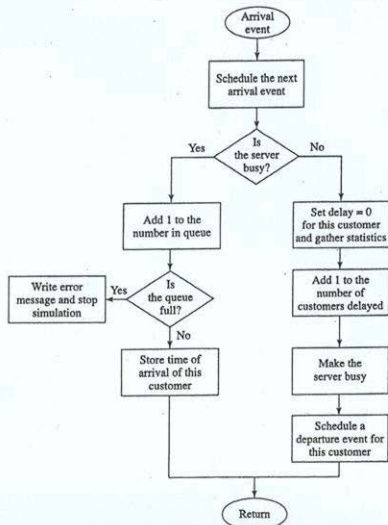 Arrival
event
Schedule the next
arrival event
Is
the server
busy?
Yes
No
Add 1 to the
number in queue
Is
the queue
full?
Yes
Write error
message and stop
simulation
No
Store time of
arrival of this
customer
Set delay = 0
for this customer
and gather statistics
Add 1 to the
number of
customers delayed
Make the
server busy
Schedule a
departure event for
this customer
Return